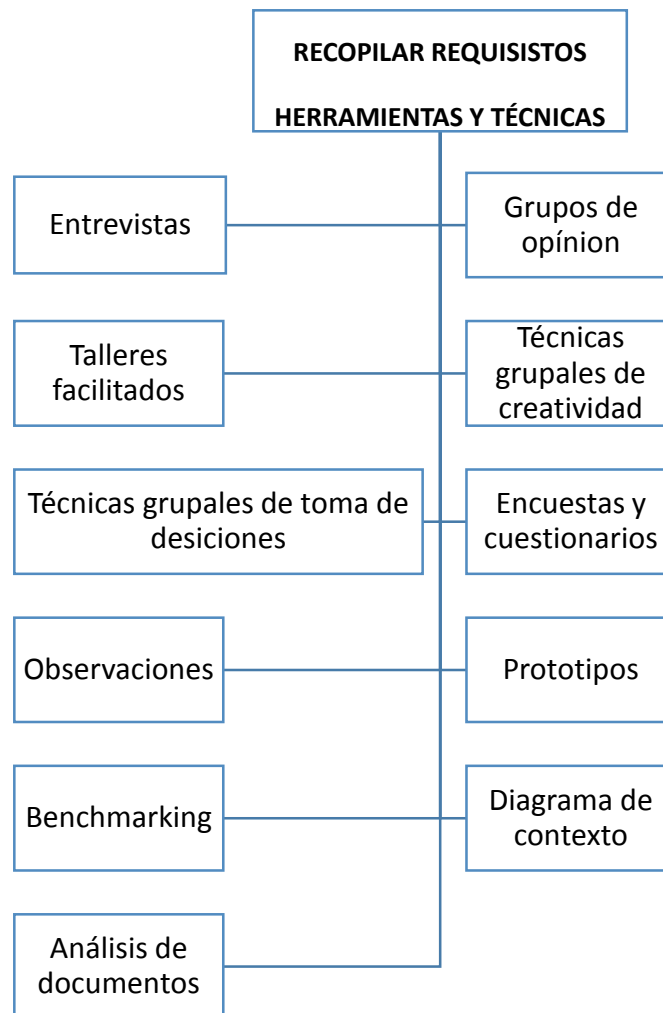 RECOPILAR REQUISISTOS
HERRAMIENTAS Y TÉCNICAS
Entrevistas
Grupos de
opínion
Talleres
facilitados
Técnicas
grupales de
creatividad
Técnicas grupales de toma de
desiciones
Encuestas y
cuestionarios
Observaciones
Prototipos
Benchmarking
Diagrama de
contexto
Análisis de
documentos